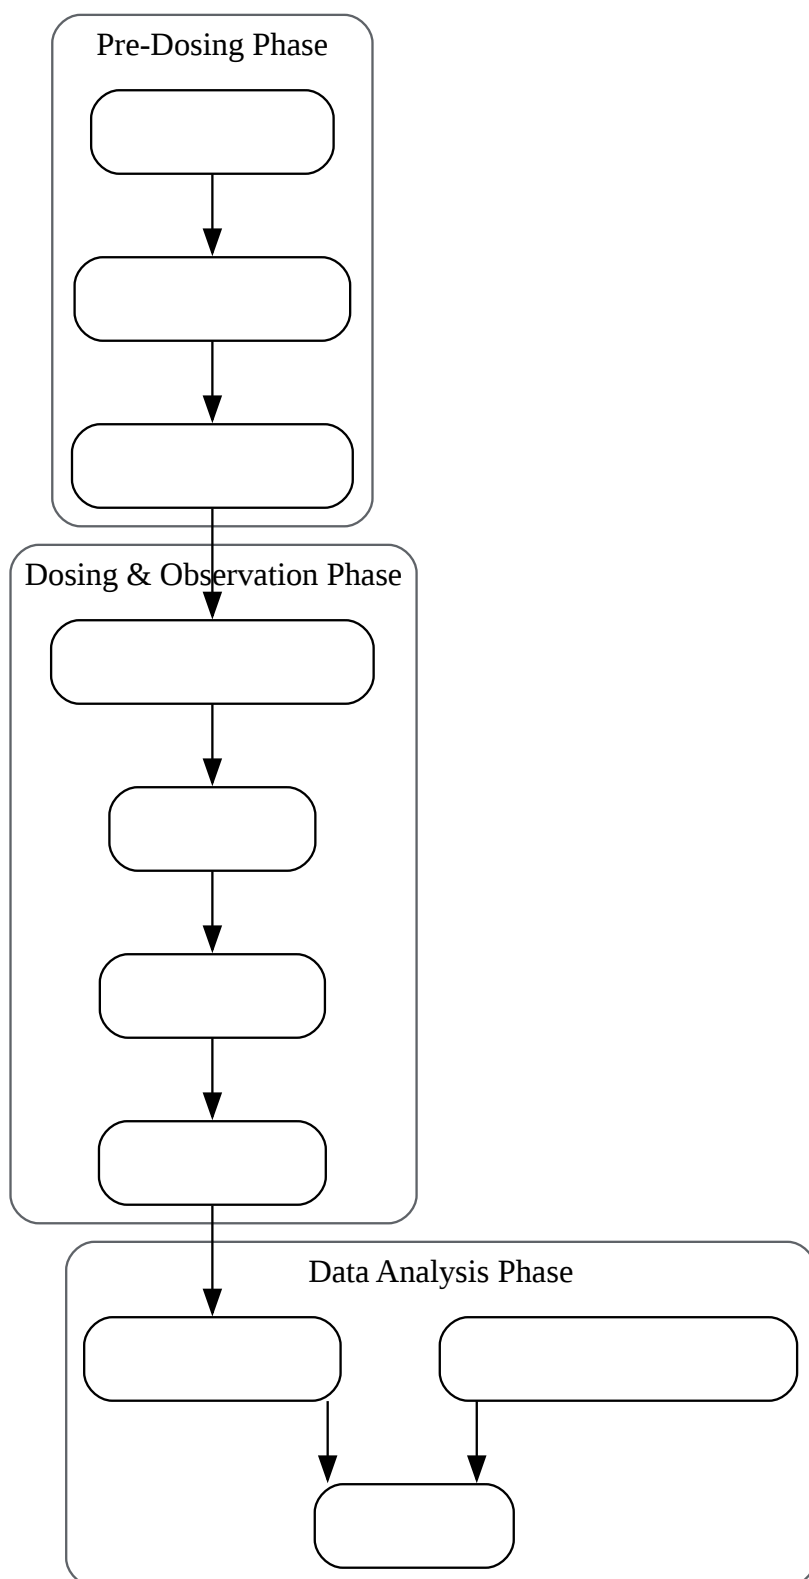 Pre-Dosing Phase
Dosing & Observation Phase
Data Analysis Phase